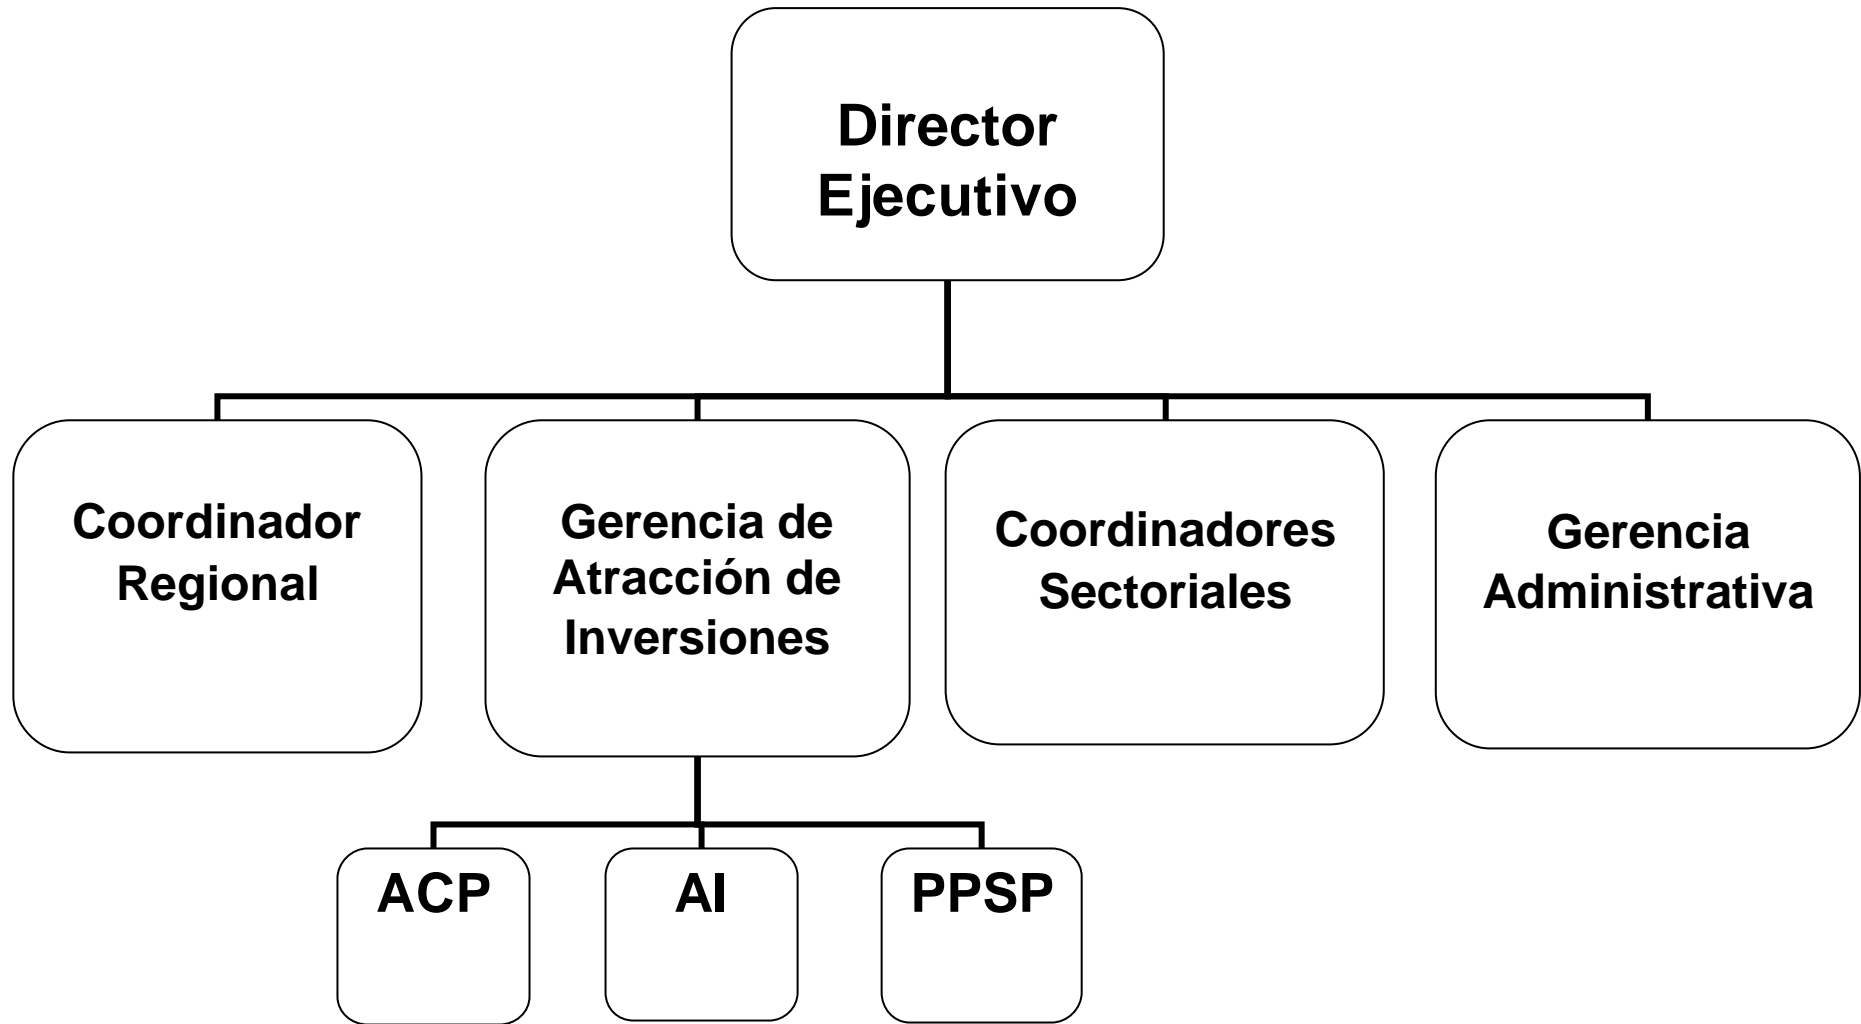 Director
Ejecutivo
Coordinador
Regional
Gerencia de
Atracción de
Inversiones
Coordinadores
Sectoriales
Gerencia
Administrativa
ACP
AI
PPSP